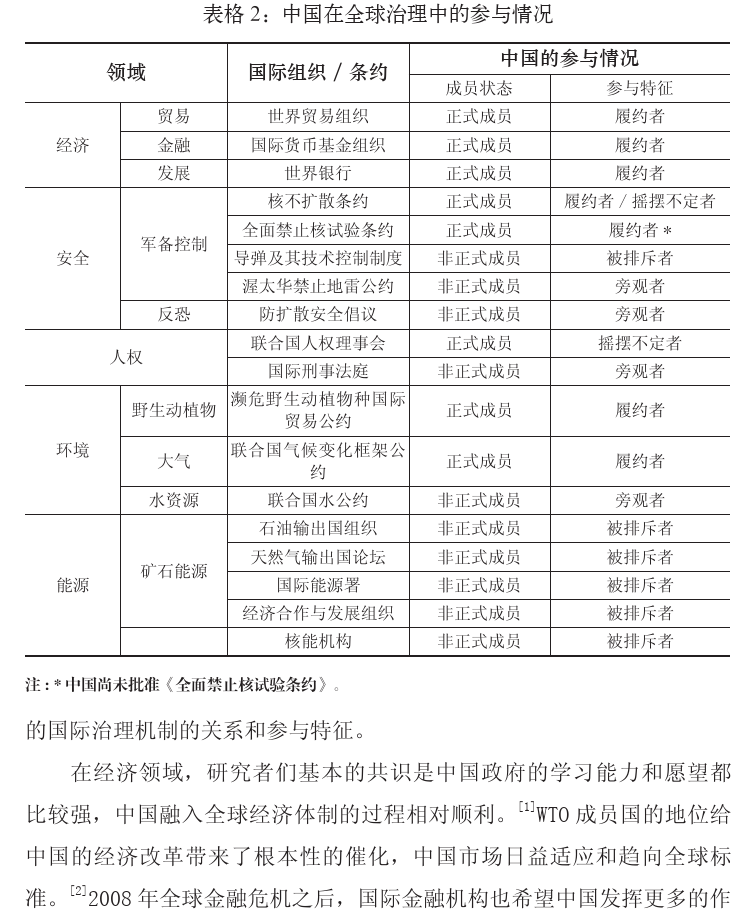 表格 2：中国在全球治理中的参与情况
领域 国际组织 / 条约 中国的参与情况
成员状态 参与特征
经济 贸易 世界贸易组织 正式成员 履约者
金融 国际货币基金组织 正式成员 履约者
发展 世界银行 正式成员 履约者
安全 军备控制 核不扩散条约 正式成员 履约者 / 摇摆不定者
全面禁止核试验条约 正式成员 履约者 *
导弹及其技术控制制度 非正式成员 被排斥者
渥太华禁止地雷公约 非正式成员 旁观者
反恐 防扩散安全倡议 非正式成员 旁观者
人权 联合国人权理事会 正式成员 摇摆不定者
国际刑事法庭 非正式成员 旁观者
环境 野生动植物 濒危野生动植物种国际
贸易公约 正式成员 履约者
大气 联合国气候变化框架公
约 正式成员 履约者
水资源 联合国水公约 非正式成员 旁观者
能源 矿石能源 石油输出国组织 非正式成员 被排斥者
天然气输出国论坛 非正式成员 被排斥者
国际能源署 非正式成员 被排斥者
经济合作与发展组织 非正式成员 被排斥者
核能机构 非正式成员 被排斥者
注：* 中国尚未批准《全面禁止核试验条约》。
的国际治理机制的关系和参与特征。
在经济领域，研究者们基本的共识是中国政府的学习能力和愿望都
比较强，中国融入全球经济体制的过程相对顺利。[1]WTO 成员国的地位给
中国的经济改革带来了根本性的催化，中国市场日益适应和趋向全球标
准。[2]2008 年全球金融危机之后，国际金融机构也希望中国发挥更多的作